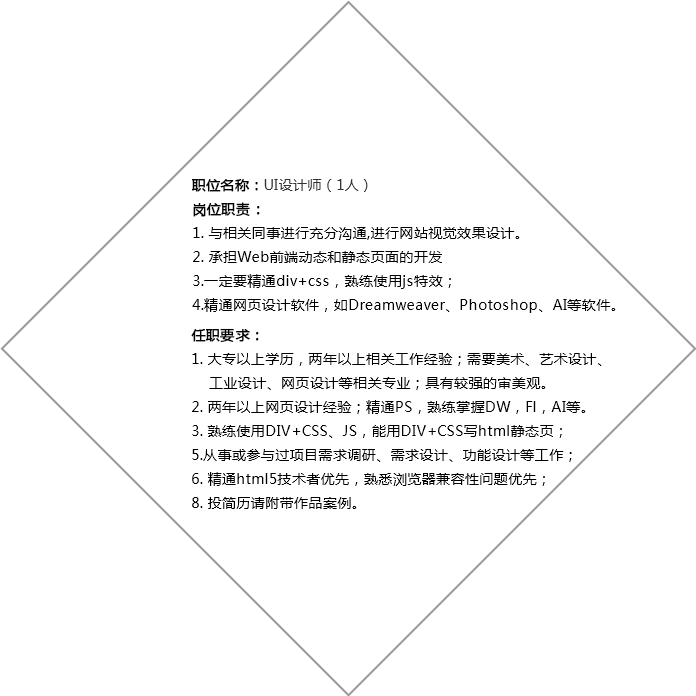 职位名称：UI设计师（1人）
岗位职责：
1. 与相关同事进行充分沟通,进行网站视觉效果设计。
2. 承担Web前端动态和静态页面的开发
3.一定要精通div+css，熟练使用js特效；
4.精通网页设计软件，如Dreamweaver、Photoshop、AI等软件。
任职要求：
1. 大专以上学历，两年以上相关工作经验；需要美术、艺术设计、
工业设计、网页设计等相关专业；具有较强的审美观。
2. 两年以上网页设计经验；精通PS，熟练掌握DW，FI，AI等。
3. 熟练使用DIV+CSS、JS，能用DIV+CSS写html静态页；
5.从事或参与过项目需求调研、需求设计、功能设计等工作；
6. 精通html5技术者优先，熟悉浏览器兼容性问题优先；
8. 投简历请附带作品案例。